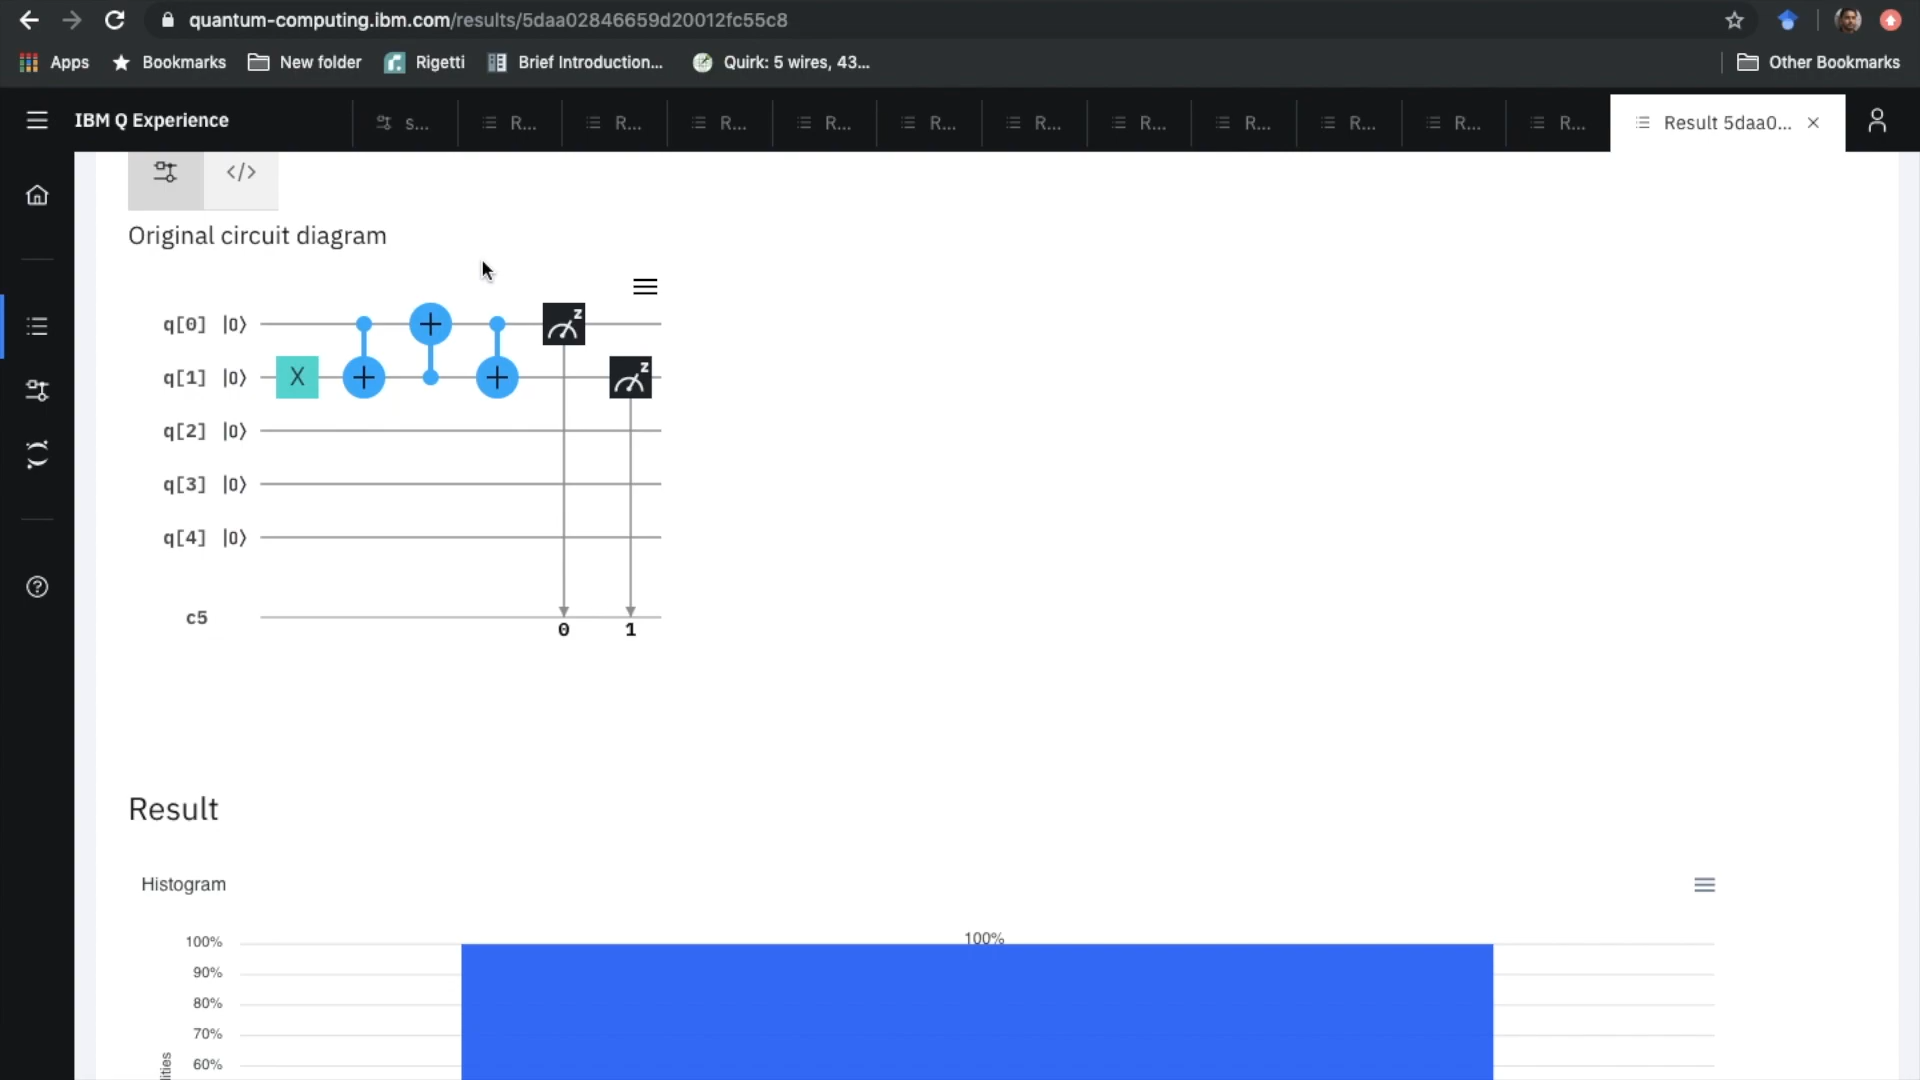 quantum-computing.ibm.com/results/5daa02846659d20012fc55c8
Apps Bookmarks New folder Rigetti Brief Introduction... Quirk: 5 wires, 43... Other Bookmarks
IBM Q Experience s... R... R... R... R... R... R... R... R... R... R... R... Result 5daa0...
</>
Original circuit diagram
q[0] |0⟩ + z
q[1] |0⟩ X + + z
q[2] |0⟩
q[3] |0⟩
q[4] |0⟩
c5
0 1
Result
Histogram
100% 100%
90%
80%
70%
60%